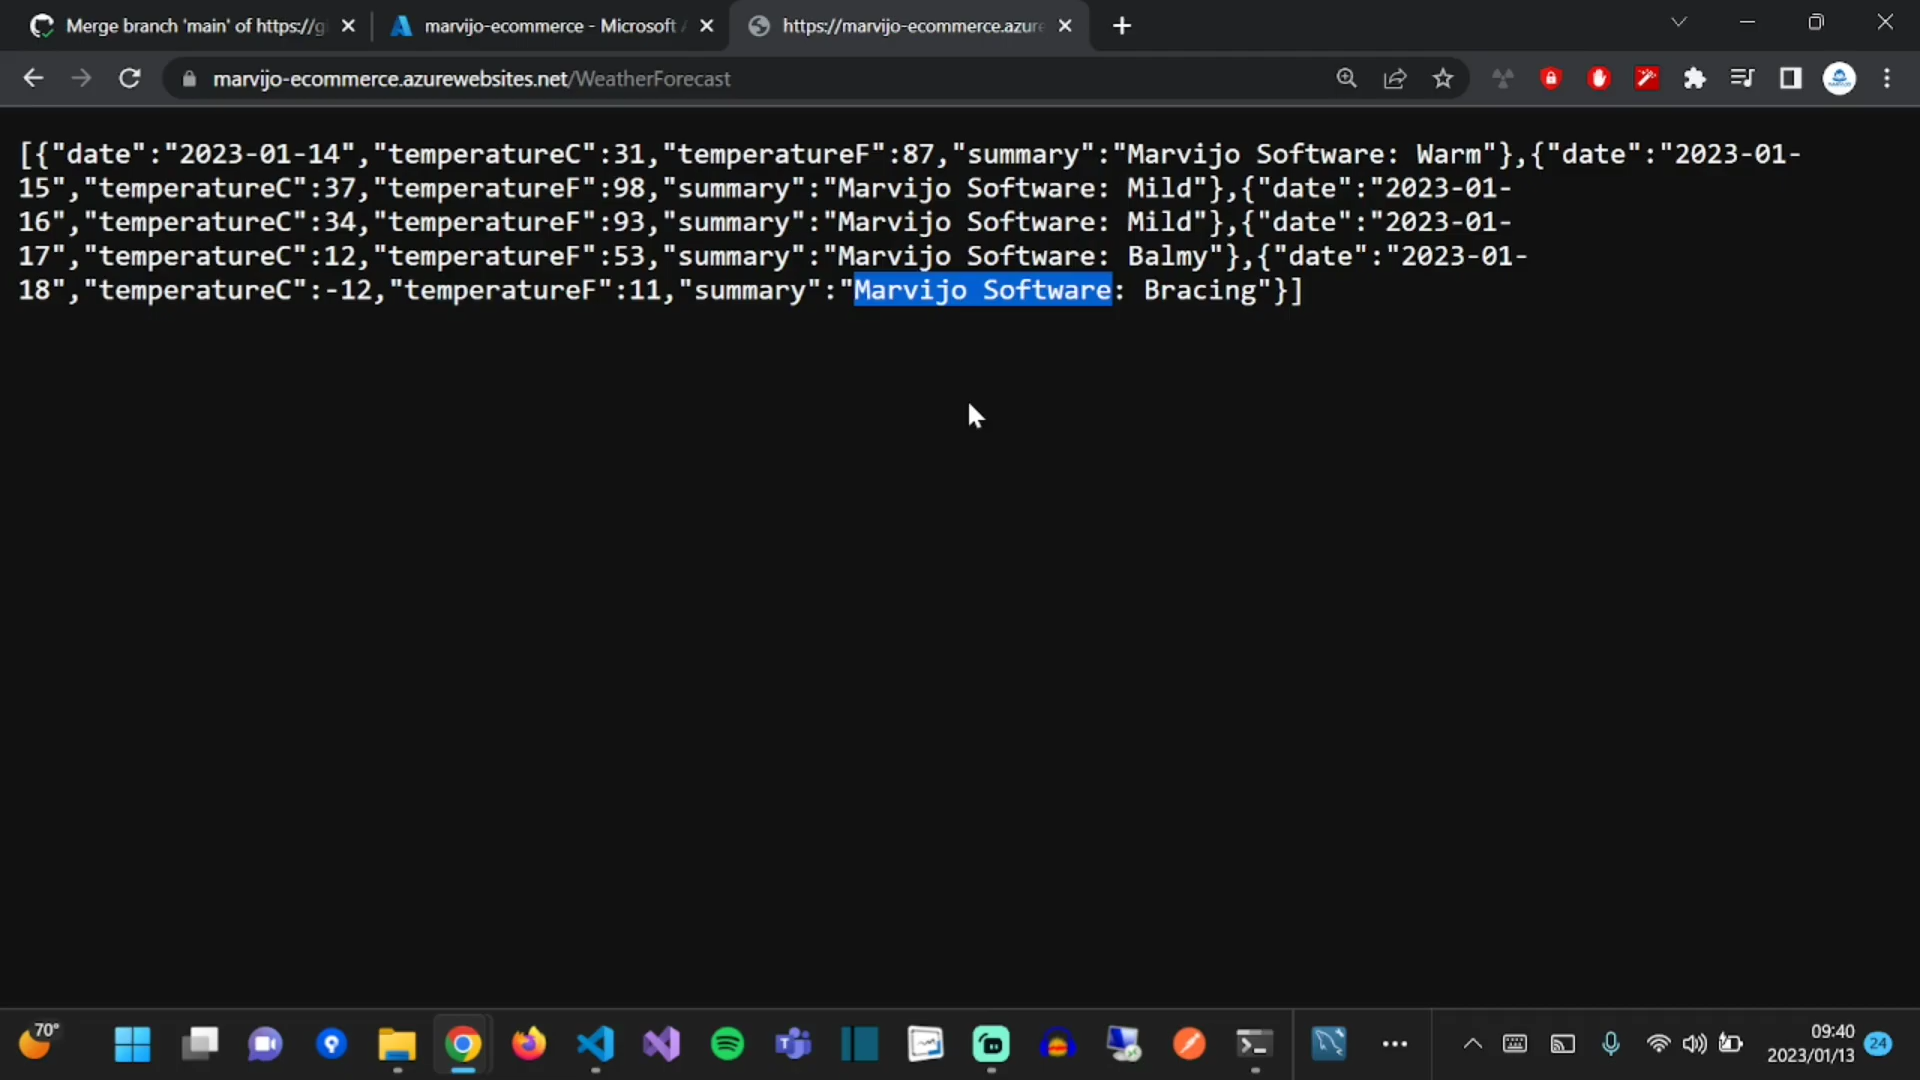 Merge branch 'main' of https://g
marvijo-ecommerce - Microsoft A
https://marvijo-ecommerce.azure
marvijo-ecommerce.azurewebsites.net/WeatherForecast
[{"date":"2023-01-14","temperatureC":31,"temperatureF":87,"summary":"Marvijo Software: Warm"},{"date":"2023-01-
15","temperatureC":37,"temperatureF":98,"summary":"Marvijo Software: Mild"},{"date":"2023-01-
16","temperatureC":34,"temperatureF":93,"summary":"Marvijo Software: Mild"},{"date":"2023-01-
17","temperatureC":12,"temperatureF":53,"summary":"Marvijo Software: Balmy"},{"date":"2023-01-
18","temperatureC":-12,"temperatureF":11,"summary":"Marvijo Software: Bracing"}]
70°
09:40
2023/01/13
24